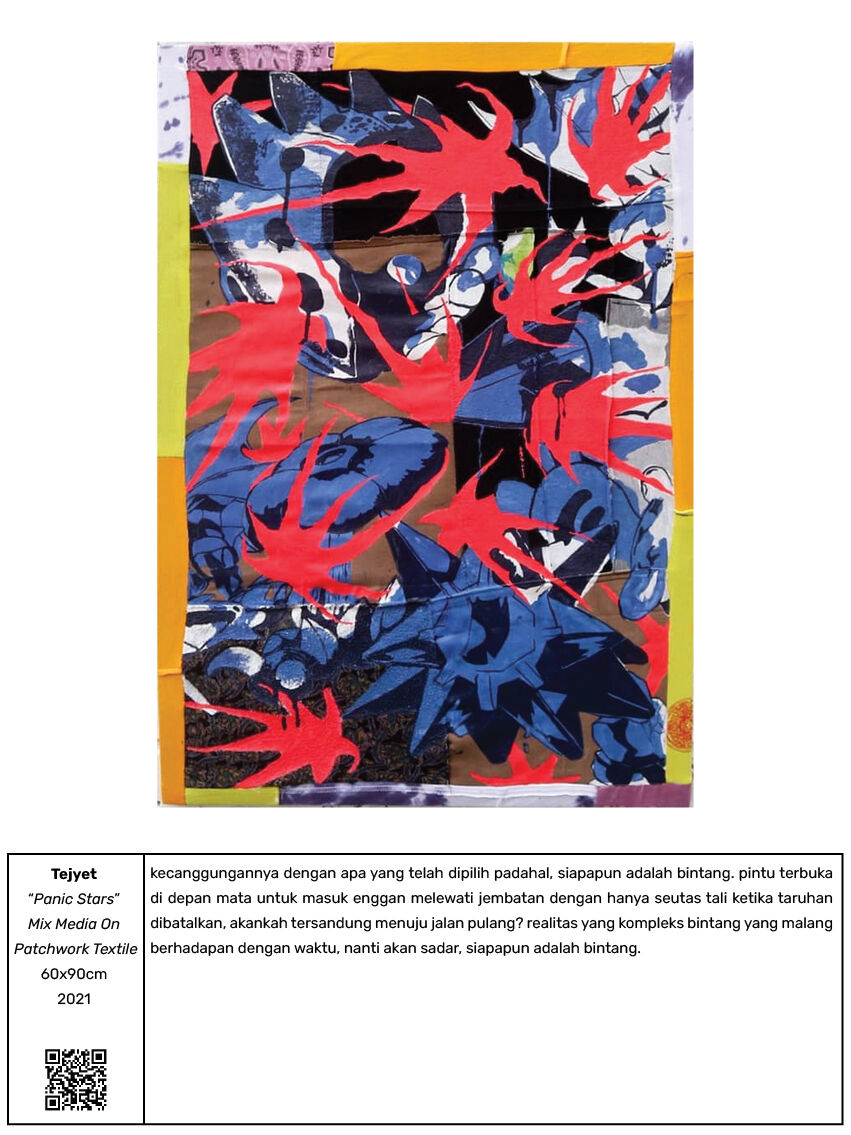 Tejyet
“Panic Stars”
Mix Media On
Patchwork Textile
60x90cm
2021
kecanggungannya dengan apa yang telah dipilih padahal, siapapun adalah bintang. pintu terbuka
di depan mata untuk masuk enggan melewati jembatan dengan hanya seutas tali ketika taruhan
dibatalkan, akankah tersandung menuju jalan pulang? realitas yang kompleks bintang yang malang
berhadapan dengan waktu, nanti akan sadar, siapapun adalah bintang.